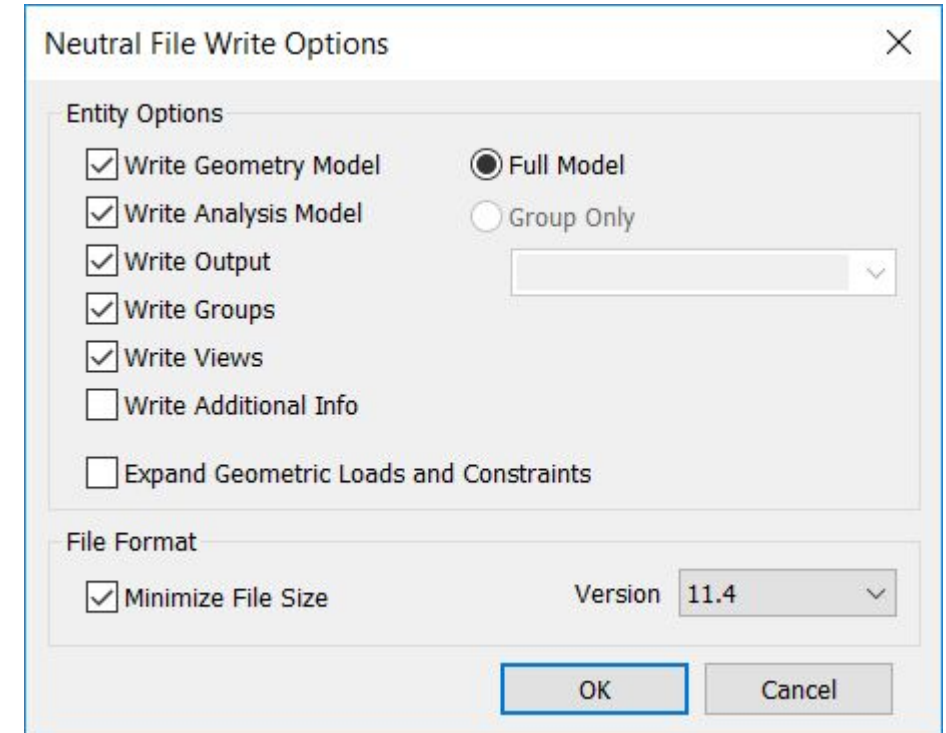 Neutral File Write Options
Entity Options
Write Geometry Model
Full Model
Write Analysis Model
Group Only
Write Output
Write Groups
Write Views
Write Additional Info
Expand Geometric Loads and Constraints
File Format
Minimize File Size
Version 11.4
OK
Cancel